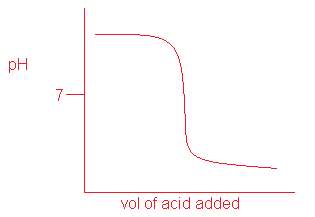 pH
7
vol of acid added